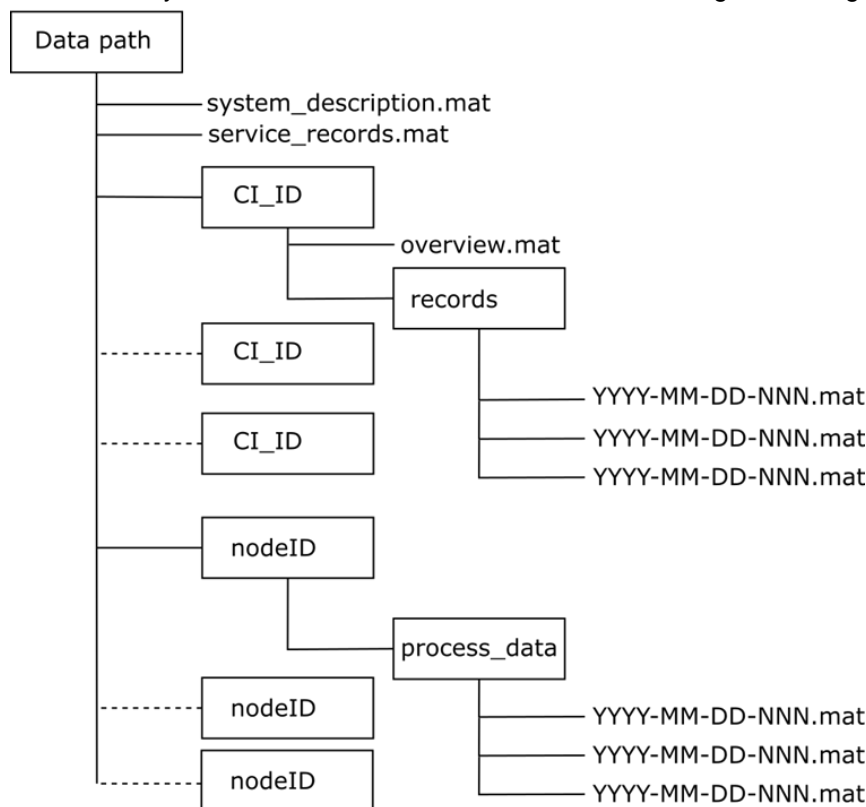 Data path
system_description.mat
service_records.mat
CI_ID
overview.mat
records
CI_ID
YYYY-MM-DD-NNN.mat
CI_ID
YYYY-MM-DD-NNN.mat
YYYY-MM-DD-NNN.mat
nodeID
process_data
nodeID
YYYY-MM-DD-NNN.mat
YYYY-MM-DD-NNN.mat
nodeID
YYYY-MM-DD-NNN.mat